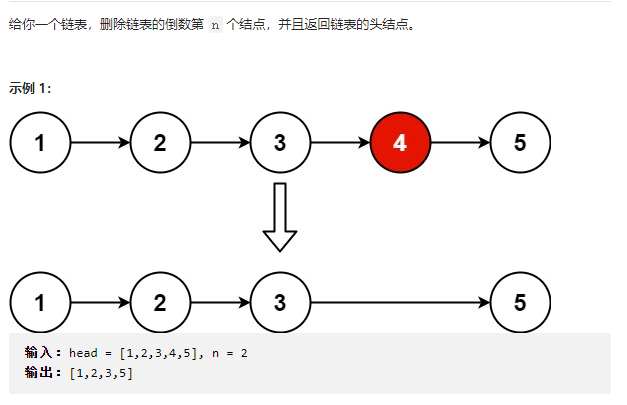 给你一个链表，删除链表的倒数第 n 个结点，并且返回链表的头结点。
示例 1：
1 2 3 4 5
1 2 3 5
输入：head = [1,2,3,4,5], n = 2
输出：[1,2,3,5]